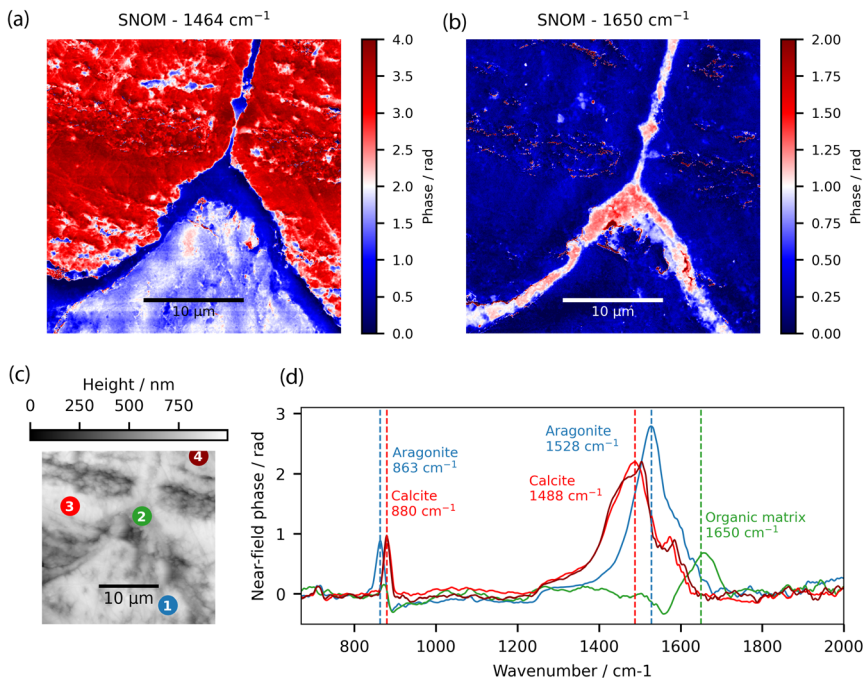 (a)
SNOM - 1464 cm⁻¹
4.0
3.5
3.0
2.5
2.0
1.5
1.0
0.5
0.0
Phase / rad
10 μm
(b)
SNOM - 1650 cm⁻¹
2.00
1.75
1.50
1.25
1.00
0.75
0.50
0.25
0.00
Phase / rad
10 μm
(c)
Height / nm
0 250 500 750
4
3
2
1
10 μm
(d)
Near-field phase / rad
3
2
1
0
Aragonite
863 cm⁻¹
Calcite
880 cm⁻¹
Aragonite
1528 cm⁻¹
Calcite
1488 cm⁻¹
Organic matrix
1650 cm⁻¹
800 1000 1200 1400 1600 1800 2000
Wavenumber / cm-1